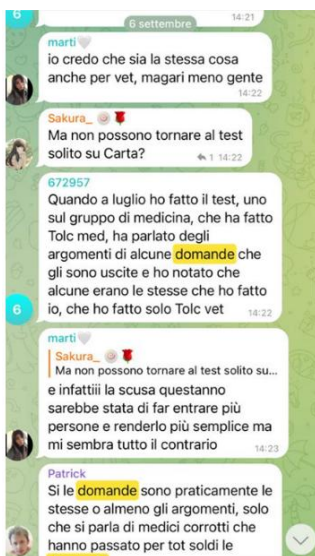 14:21
6
6 settembre
marti🤍
io credo che sia la stessa cosa
anche per vet, magari meno gente
14:22
Sakura_ 🍥🌹
Ma non possono tornare al test
solito su Carta?
1 14:22
672957
Quando a luglio ho fatto il test, uno
sul gruppo di medicina, che ha fatto
Tolc med, ha parlato degli
argomenti di alcune domande che
gli sono uscite e ho notato che
alcune erano le stesse che ho fatto
io, che ho fatto solo Tolc vet
14:22
6
marti🤍
Sakura_ 🍥🌹
Ma non possono tornare al test solito su...
e infattiii la scusa questanno
sarebbe stata di far entrare più
persone e renderlo più semplice ma
mi sembra tutto il contrario
14:23
Patrick
Si le domande sono praticamente le
stesse o almeno gli argomenti, solo
che si parla di medici corrotti che
hanno passato per tot soldi le